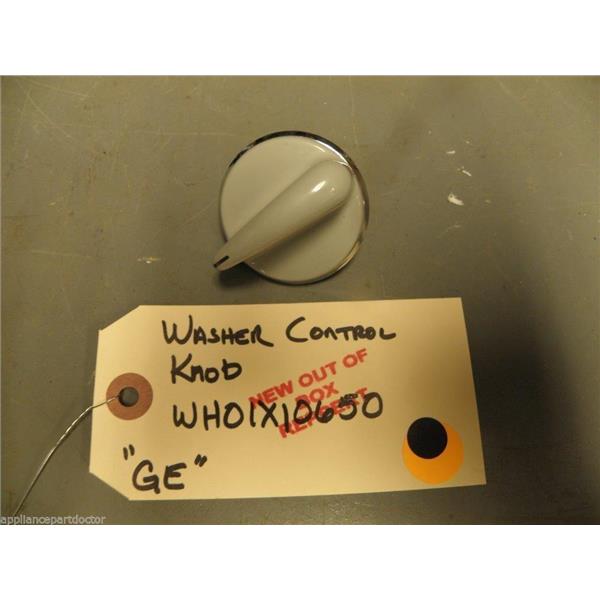 WASHER CONTROL
KNOB
NEW OUT OF
BOX
WH01X10650
"GE"
appliancepartdoctor